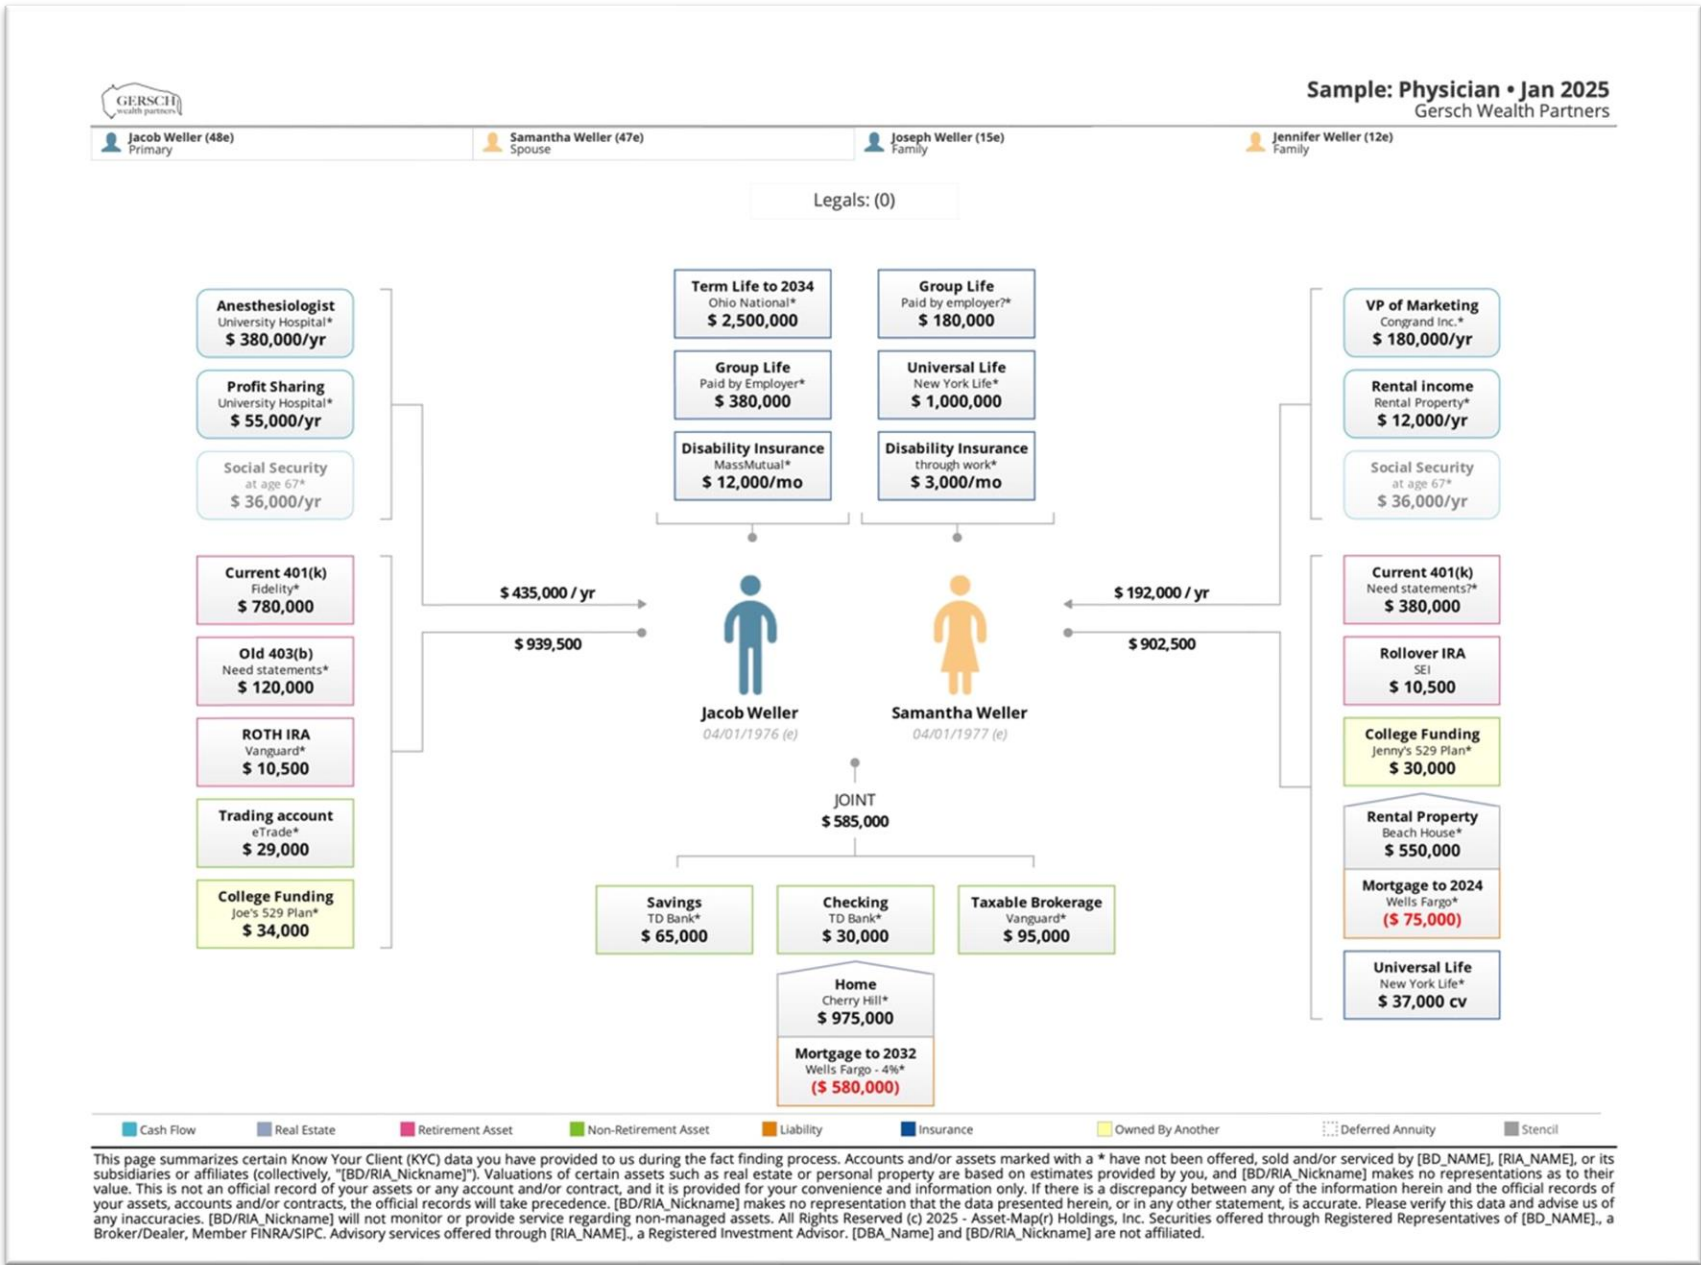 GERSCH
wealth partners
Sample: Physician • Jan 2025
Gersch Wealth Partners
Jacob Weller (48e)
Primary
Samantha Weller (47e)
Spouse
Joseph Weller (15e)
Family
Jennifer Weller (12e)
Family
Legals: (0)
Anesthesiologist
University Hospital*
$ 380,000/yr
Profit Sharing
University Hospital*
$ 55,000/yr
Social Security
at age 67*
$ 36,000/yr
Term Life to 2034
Ohio National*
$ 2,500,000
Group Life
Paid by Employer*
$ 380,000
Disability Insurance
MassMutual*
$ 12,000/mo
Group Life
Paid by employer?*
$ 180,000
Universal Life
New York Life*
$ 1,000,000
Disability Insurance
through work*
$ 3,000/mo
VP of Marketing
Congrand Inc.*
$ 180,000/yr
Rental income
Rental Property*
$ 12,000/yr
Social Security
at age 67*
$ 36,000/yr
Current 401(k)
Fidelity*
$ 780,000
Old 403(b)
Need statements*
$ 120,000
ROTH IRA
Vanguard*
$ 10,500
Trading account
eTrade*
$ 29,000
College Funding
Joe's 529 Plan*
$ 34,000
$ 435,000 / yr
$ 939,500
Jacob Weller
04/01/1976 (e)
Samantha Weller
04/01/1977 (e)
$ 192,000 / yr
$ 902,500
Current 401(k)
Need statements?*
$ 380,000
Rollover IRA
SEI
$ 10,500
College Funding
Jenny's 529 Plan*
$ 30,000
Rental Property
Beach House*
$ 550,000
Mortgage to 2024
Wells Fargo*
($ 75,000)
Universal Life
New York Life*
$ 37,000 cv
JOINT
$ 585,000
Savings
TD Bank*
$ 65,000
Checking
TD Bank*
$ 30,000
Taxable Brokerage
Vanguard*
$ 95,000
Home
Cherry Hill*
$ 975,000
Mortgage to 2032
Wells Fargo - 4%*
($ 580,000)
Cash Flow
Real Estate
Retirement Asset
Non-Retirement Asset
Liability
Insurance
Owned By Another
Deferred Annuity
Stencil
This page summarizes certain Know Your Client (KYC) data you have provided to us during the fact finding process. Accounts and/or assets marked with a * have not been offered, sold and/or serviced by [BD_NAME], [RIA_NAME], or its
subsidiaries or affiliates (collectively, "[BD/RIA_Nickname]"). Valuations of certain assets such as real estate or personal property are based on estimates provided by you, and [BD/RIA_Nickname] makes no representations as to their
value. This is not an official record of your assets or any account and/or contract, and it is provided for your convenience and information only. If there is a discrepancy between any of the information herein and the official records of
your assets, accounts and/or contracts, the official records will take precedence. [BD/RIA_Nickname] makes no representation that the data presented herein, or in any other statement, is accurate. Please verify this data and advise us of
any inaccuracies. [BD/RIA_Nickname] will not monitor or provide service regarding non-managed assets. All Rights Reserved (c) 2025 - Asset-Map(r) Holdings, Inc. Securities offered through Registered Representatives of [BD_NAME]., a
Broker/Dealer, Member FINRA/SIPC. Advisory services offered through [RIA_NAME]., a Registered Investment Advisor. [DBA_Name] and [BD/RIA_Nickname] are not affiliated.